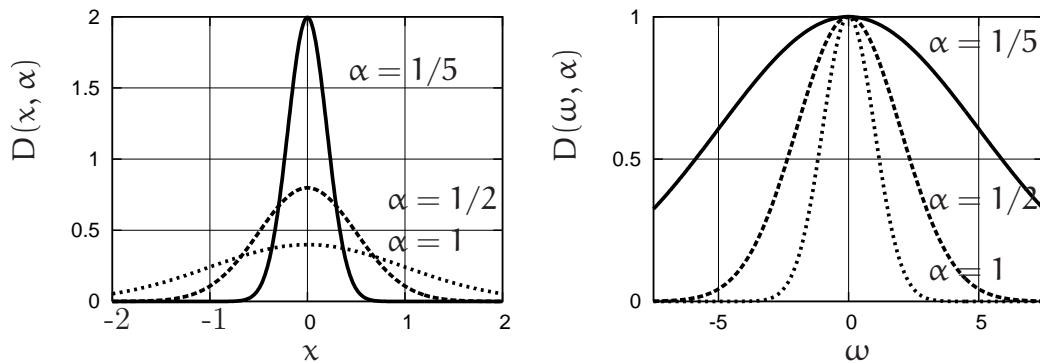 D(x, α)
2
1.5
1
0.5
0
-2
-1
0
1
2
x
α = 1/5
α = 1/2
α = 1
D(ω, α)
1
0.5
0
-5
0
5
ω
α = 1/5
α = 1/2
α = 1